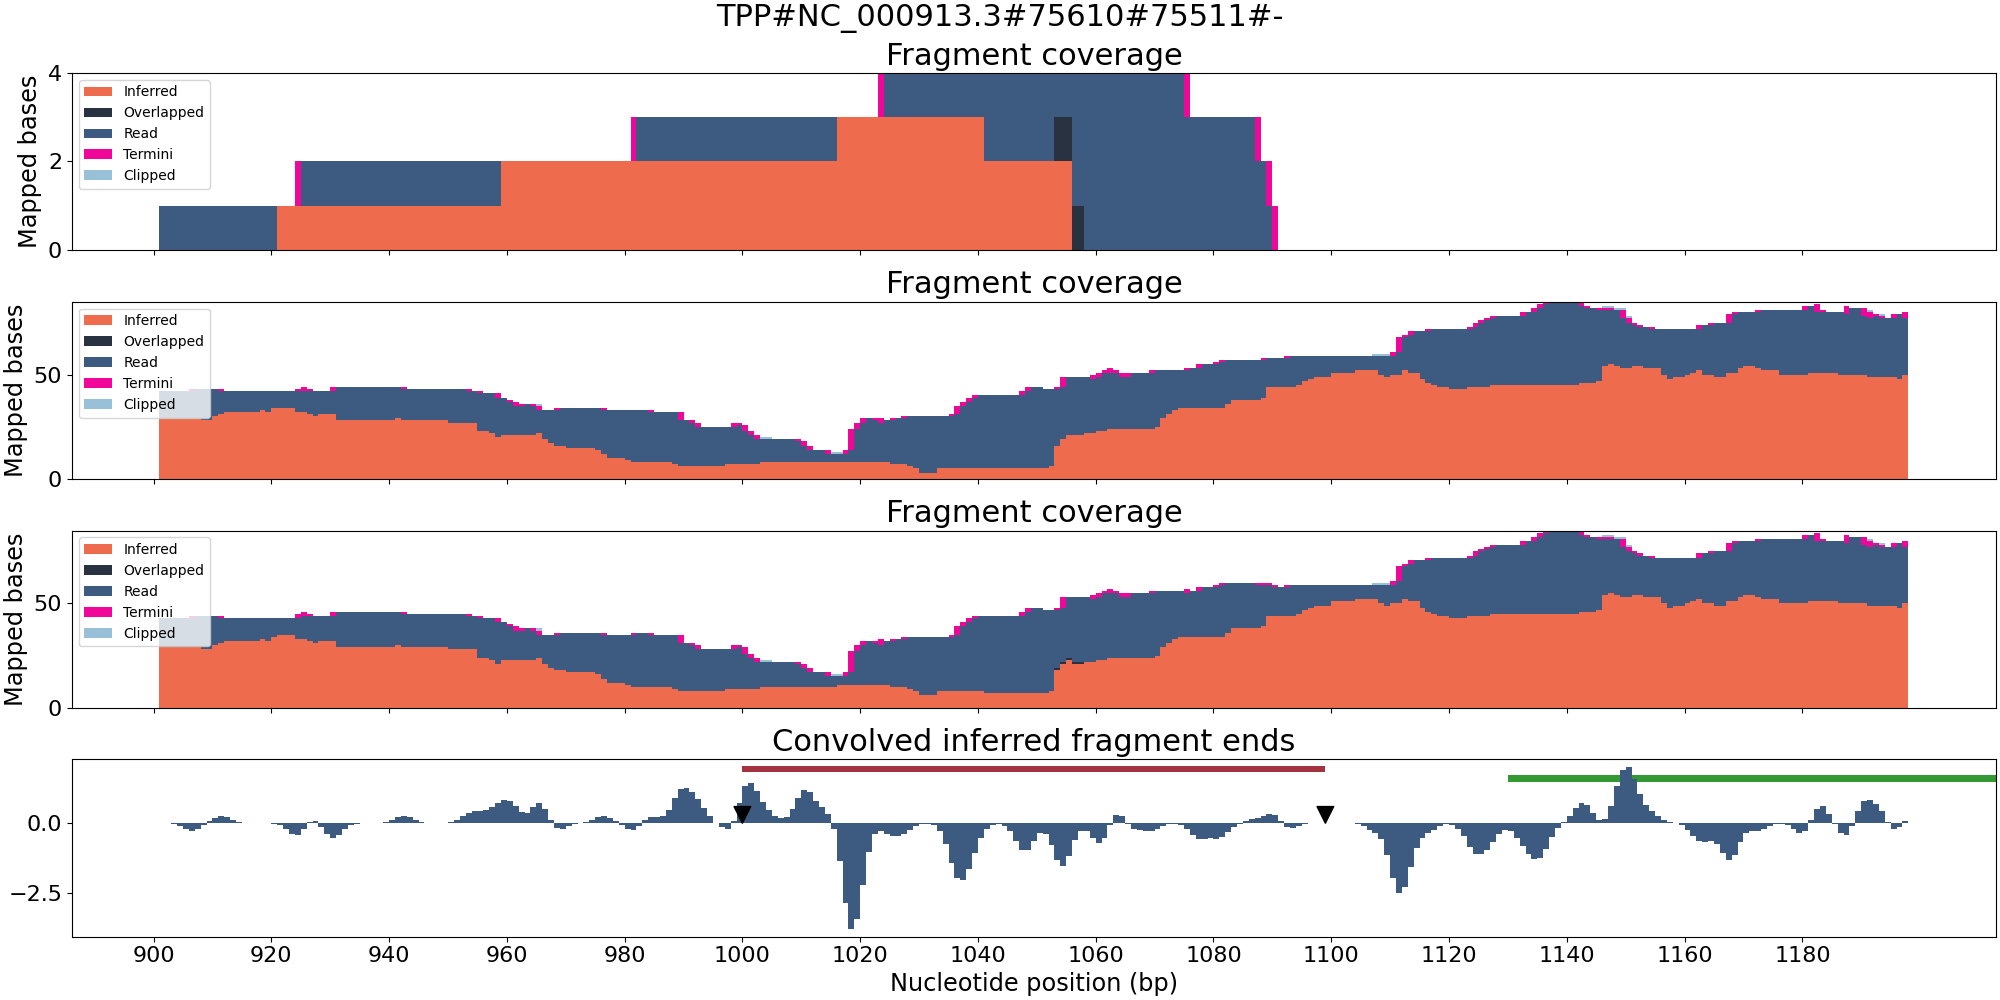 TPP#NC_000913.3#75610#75511#-
Fragment coverage
Mapped bases
4
2
0
Inferred
Overlapped
Read
Termini
Clipped
Fragment coverage
Mapped bases
50
0
Inferred
Overlapped
Read
Termini
Clipped
Fragment coverage
Mapped bases
50
0
Inferred
Overlapped
Read
Termini
Clipped
Convolved inferred fragment ends
0.0
−2.5
900 920 940 960 980 1000 1020 1040 1060 1080 1100 1120 1140 1160 1180
Nucleotide position (bp)